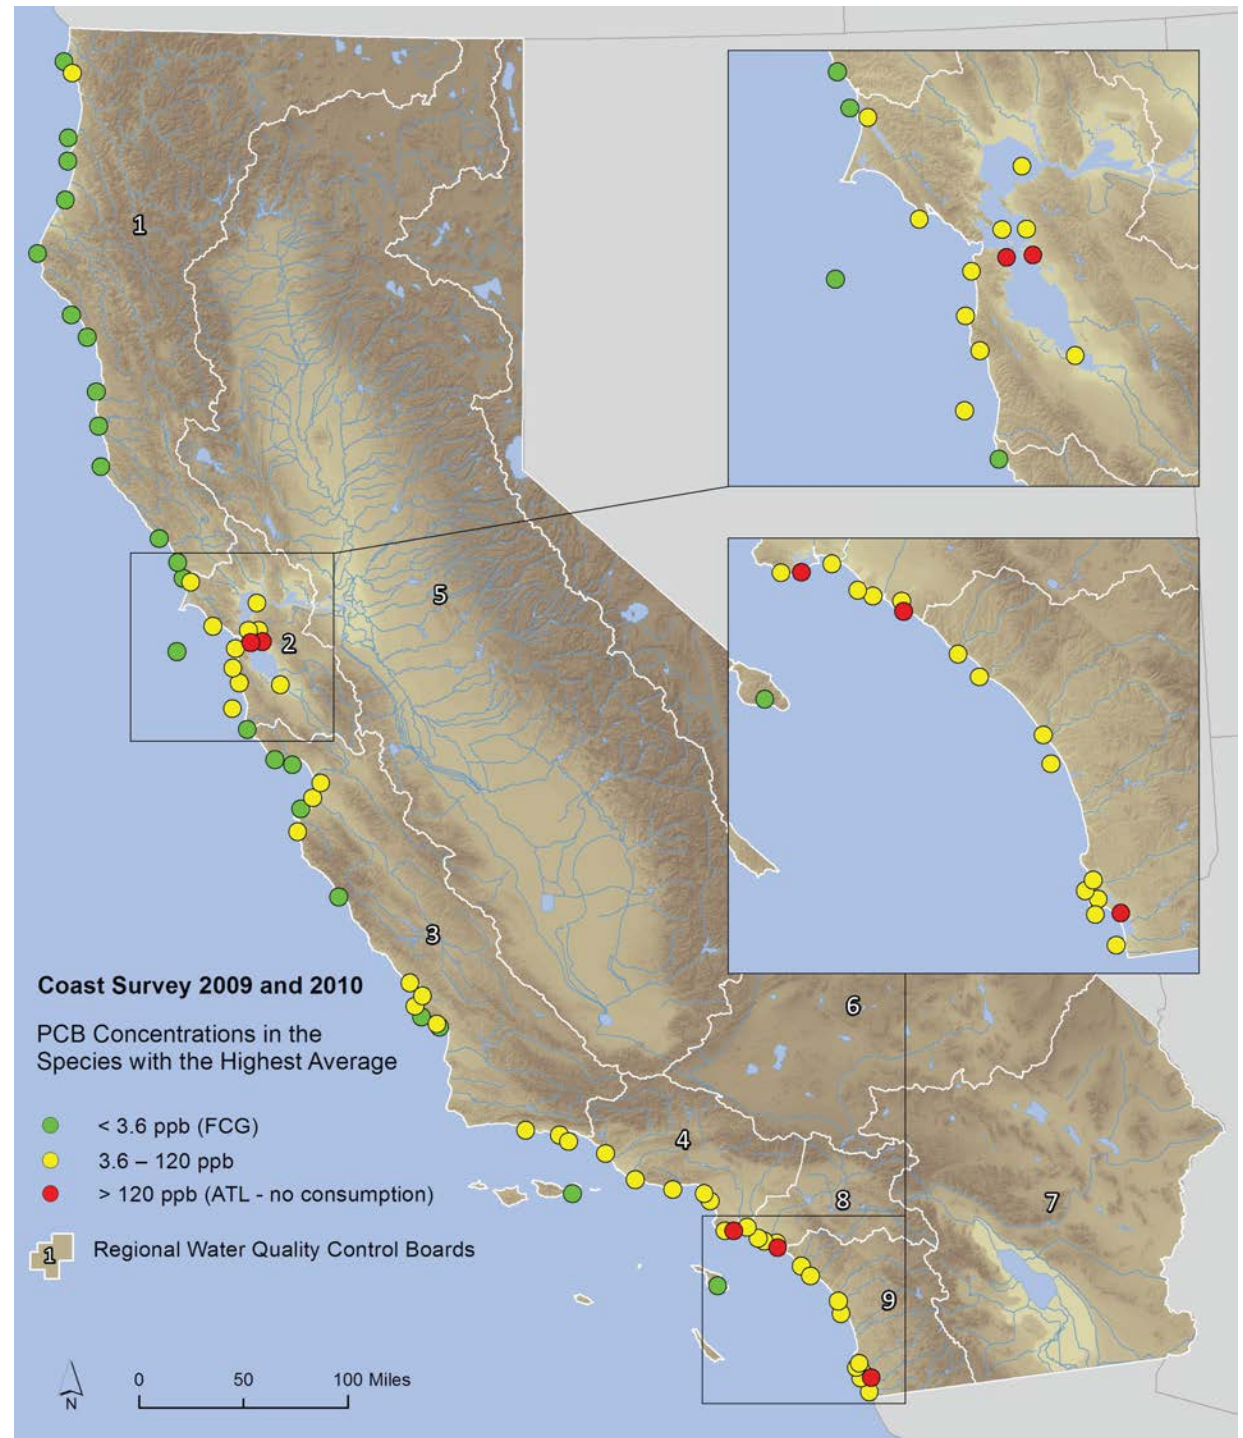 1
2
5
3
6
4
8
7
9
Coast Survey 2009 and 2010
PCB Concentrations in the
Species with the Highest Average
< 3.6 ppb (FCG)
3.6 – 120 ppb
> 120 ppb (ATL - no consumption)
1 Regional Water Quality Control Boards
N
0 50 100 Miles